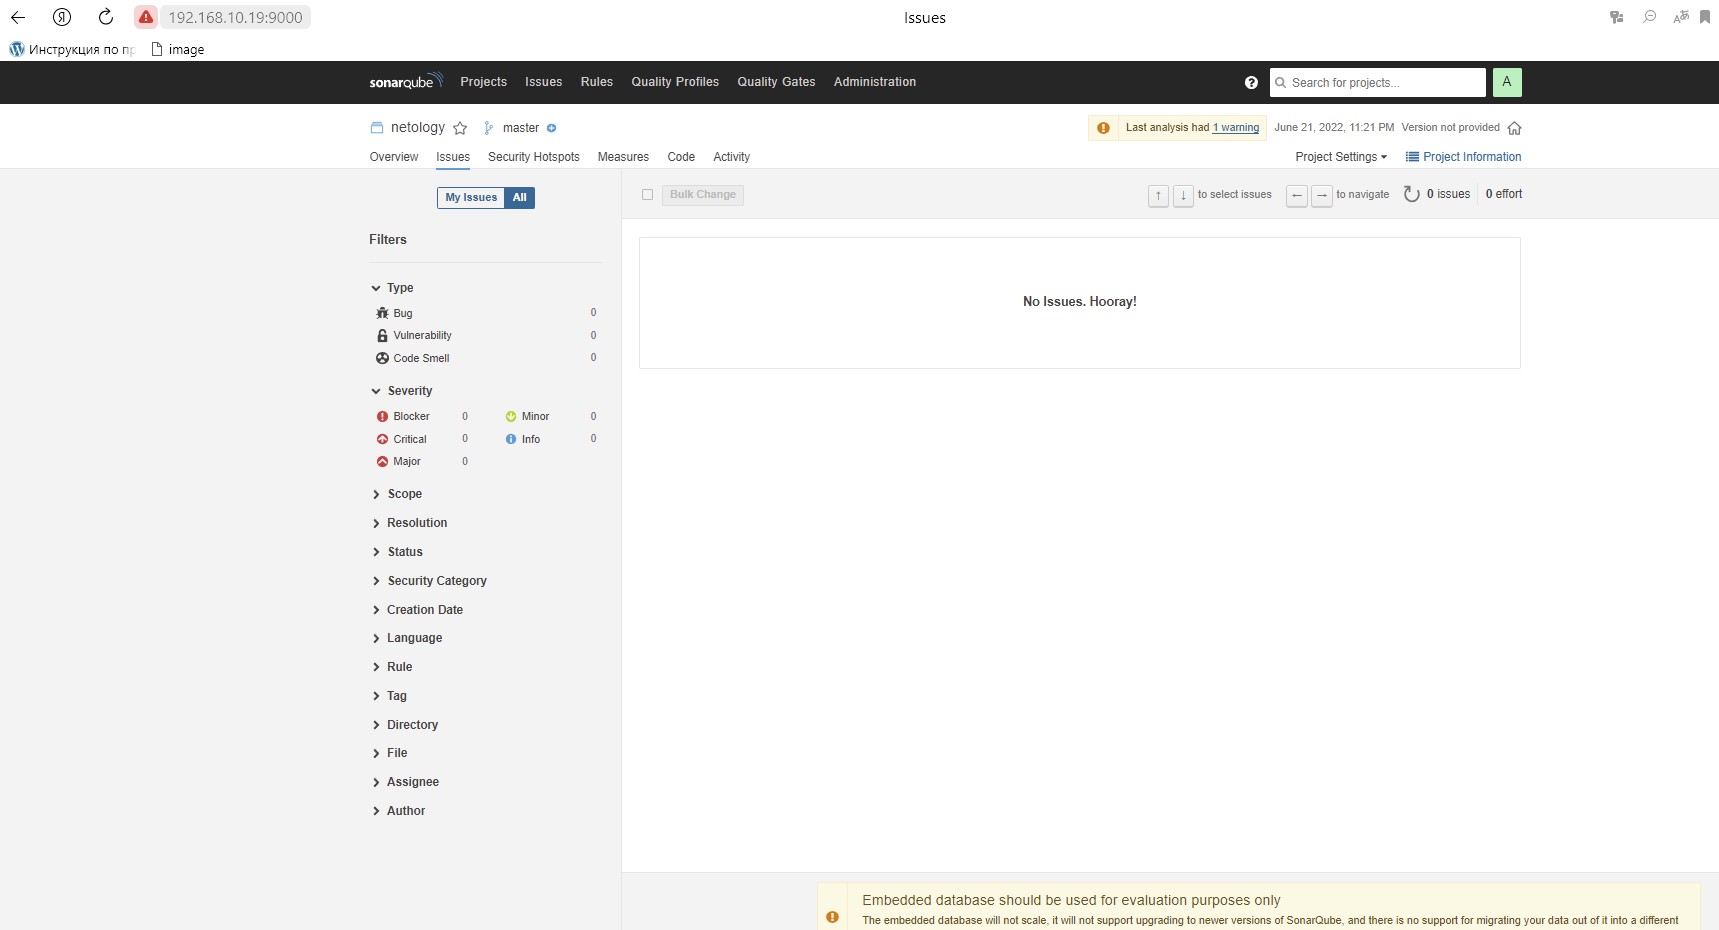 192.168.10.19:9000
Issues
Инструкция по
image
sonarqube
Projects
Issues
Rules
Quality Profiles
Quality Gates
Administration
Search for projects...
A
netology
master
Last analysis had 1 warning
June 21, 2022, 11:21 PM
Version not provided
Overview
Issues
Security Hotspots
Measures
Code
Activity
Project Settings
Project Information
My Issues
All
Bulk Change
↑ ↓ to select issues
← → to navigate
0 issues
0 effort
Filters
No Issues. Hooray!
Type
Bug 0
Vulnerability 0
Code Smell 0
Severity
Blocker 0
Minor 0
Critical 0
Info 0
Major 0
Scope
Resolution
Status
Security Category
Creation Date
Language
Rule
Tag
Directory
File
Assignee
Author
Embedded database should be used for evaluation purposes only
The embedded database will not scale, it will not support upgrading to newer versions of SonarQube, and there is no support for migrating your data out of it into a different